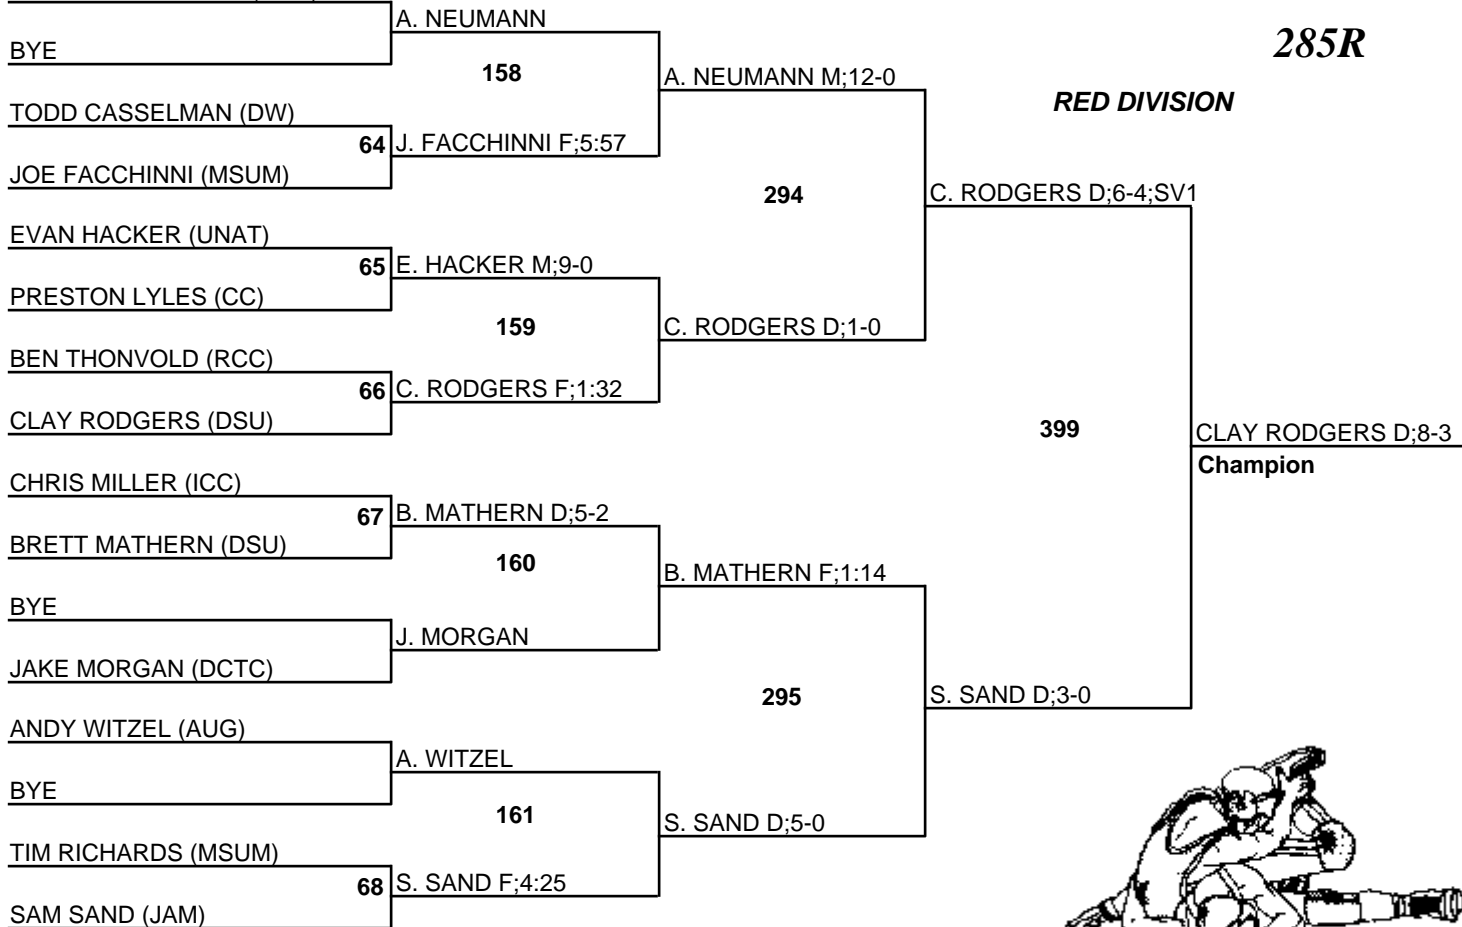 A. NEUMANN
285R
BYE
158
A. NEUMANN M;12-0
RED DIVISION
TODD CASSELMAN (DW)
64 J. FACCHINNI F;5:57
JOE FACCHINNI (MSUM)
294
C. RODGERS D;6-4;SV1
EVAN HACKER (UNAT)
65 E. HACKER M;9-0
PRESTON LYLES (CC)
159
C. RODGERS D;1-0
BEN THONVOLD (RCC)
66 C. RODGERS F;1:32
CLAY RODGERS (DSU)
399
CLAY RODGERS D;8-3
Champion
CHRIS MILLER (ICC)
67 B. MATHERN D;5-2
BRETT MATHERN (DSU)
160
B. MATHERN F;1:14
BYE
J. MORGAN
JAKE MORGAN (DCTC)
295
S. SAND D;3-0
ANDY WITZEL (AUG)
A. WITZEL
BYE
161
S. SAND D;5-0
TIM RICHARDS (MSUM)
68 S. SAND F;4:25
SAM SAND (JAM)